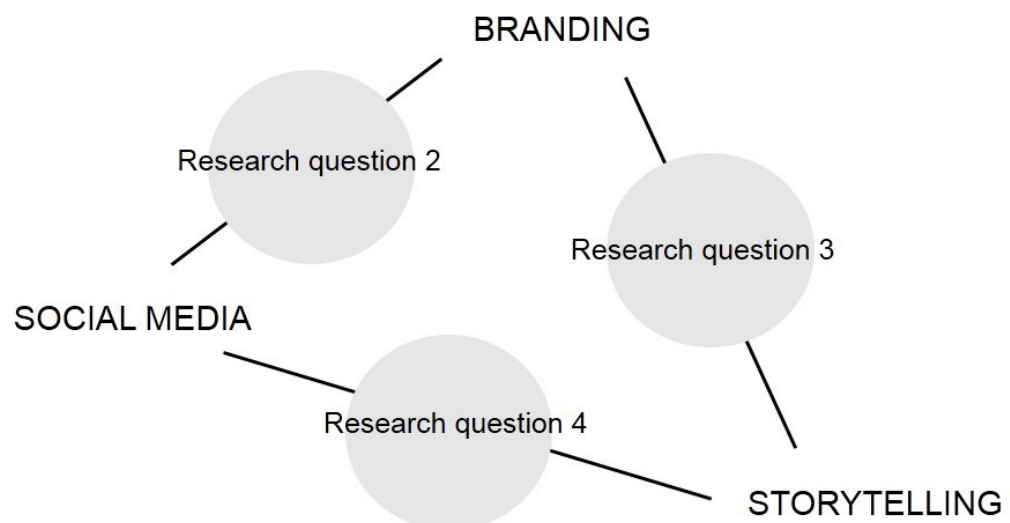 BRANDING
Research question 2
Research question 3
SOCIAL MEDIA
Research question 4
STORYTELLING